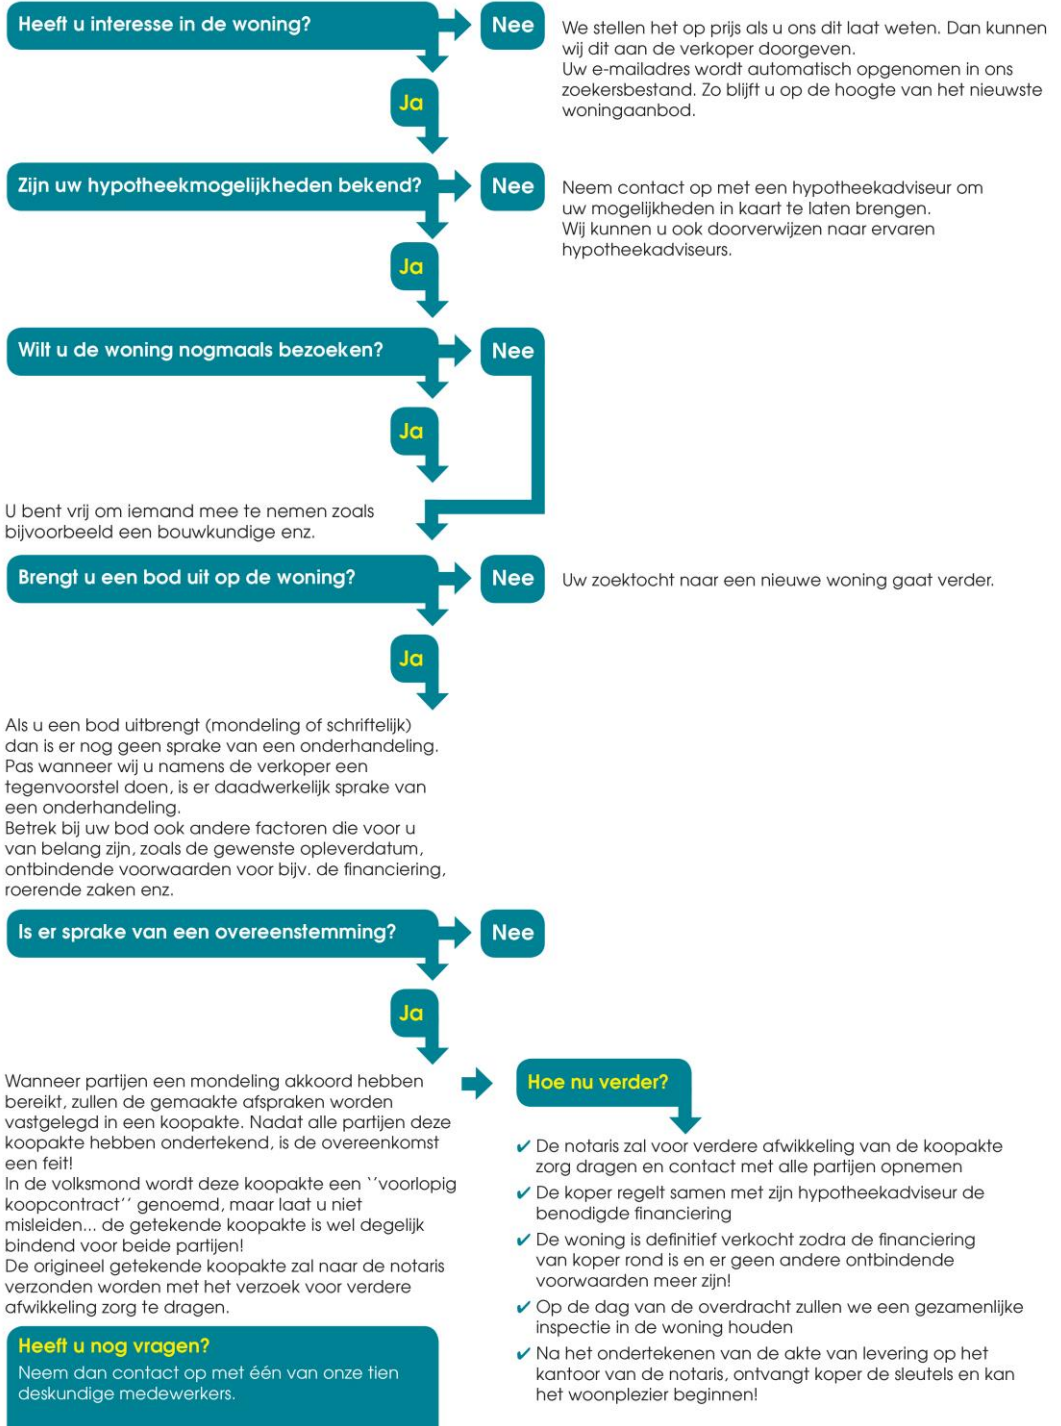 Heeft u interesse in de woning?
Nee
We stellen het op prijs als u ons dit laat weten. Dan kunnen
wij dit aan de verkoper doorgeven.
Uw e-mailadres wordt automatisch opgenomen in ons
zoekersbestand. Zo blijft u op de hoogte van het nieuwste
woningaanbod.
Ja
Zijn uw hypotheekmogelijkheden bekend?
Nee
Neem contact op met een hypotheekadviseur om
uw mogelijkheden in kaart te laten brengen.
Wij kunnen u ook doorverwijzen naar ervaren
hypotheekadviseurs.
Ja
Wilt u de woning nogmaals bezoeken?
Nee
Ja
U bent vrij om iemand mee te nemen zoals
bijvoorbeeld een bouwkundige enz.
Brengt u een bod uit op de woning?
Nee
Uw zoektocht naar een nieuwe woning gaat verder.
Ja
Als u een bod uitbrengt (mondeling of schriftelijk)
dan is er nog geen sprake van een onderhandeling.
Pas wanneer wij u namens de verkoper een
tegenvoorstel doen, is er daadwerkelijk sprake van
een onderhandeling.
Betrek bij uw bod ook andere factoren die voor u
van belang zijn, zoals de gewenste opleverdatum,
ontbindende voorwaarden voor bijv. de financiering,
roerende zaken enz.
Is er sprake van een overeenstemming?
Nee
Ja
Wanneer partijen een mondeling akkoord hebben
bereikt, zullen de gemaakte afspraken worden
vastgelegd in een koopakte. Nadat alle partijen deze
koopakte hebben ondertekend, is de overeenkomst
een feit!
In de volksmond wordt deze koopakte een ‘‘voorlopig
koopcontract’’ genoemd, maar laat u niet
misleiden... de getekende koopakte is wel degelijk
bindend voor beide partijen!
De origineel getekende koopakte zal naar de notaris
verzonden worden met het verzoek voor verdere
afwikkeling zorg te dragen.
Hoe nu verder?
✔ De notaris zal voor verdere afwikkeling van de koopakte
zorg dragen en contact met alle partijen opnemen
✔ De koper regelt samen met zijn hypotheekadviseur de
benodigde financiering
✔ De woning is definitief verkocht zodra de financiering
van koper rond is en er geen andere ontbindende
voorwaarden meer zijn!
✔ Op de dag van de overdracht zullen we een gezamenlijke
inspectie in de woning houden
✔ Na het ondertekenen van de akte van levering op het
kantoor van de notaris, ontvangt koper de sleutels en kan
het woonplezier beginnen!
Heeft u nog vragen?
Neem dan contact op met één van onze tien
deskundige medewerkers.